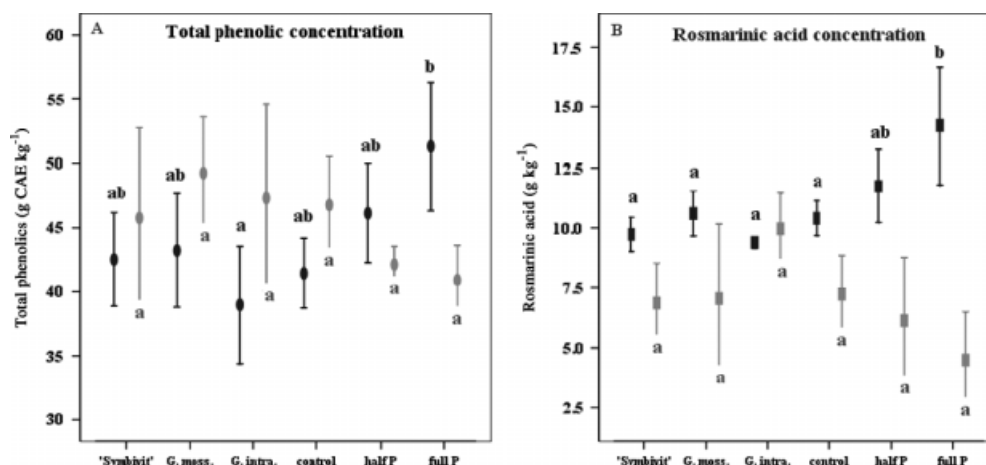 A
Total phenolic concentration
Total phenolics (g CAE kg⁻¹)
60
55
50
45
40
35
30
ab
ab
a
ab
ab
b
a
a
a
a
a
a
'Symbivit'
G. moss.
G. intra.
control
half P
full P
B
Rosmarinic acid concentration
Rosmarinic acid (g kg⁻¹)
17.5
15.0
12.5
10.0
7.5
5.0
2.5
a
a
a
a
ab
b
a
a
a
a
a
a
'Symbivit'
G. moss.
G. intra.
control
half P
full P